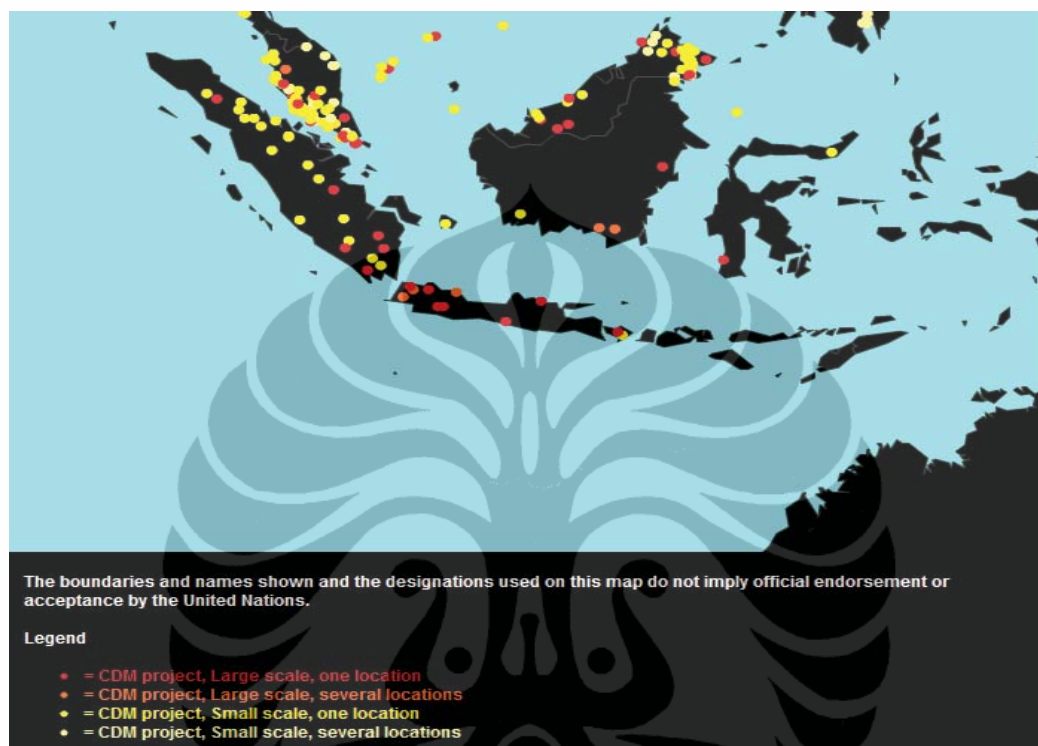 The boundaries and names shown and the designations used on this map do not imply official endorsement or
acceptance by the United Nations.
Legend
= CDM project, Large scale, one location
= CDM project, Large scale, several locations
= CDM project, Small scale, one location
= CDM project, Small scale, several locations